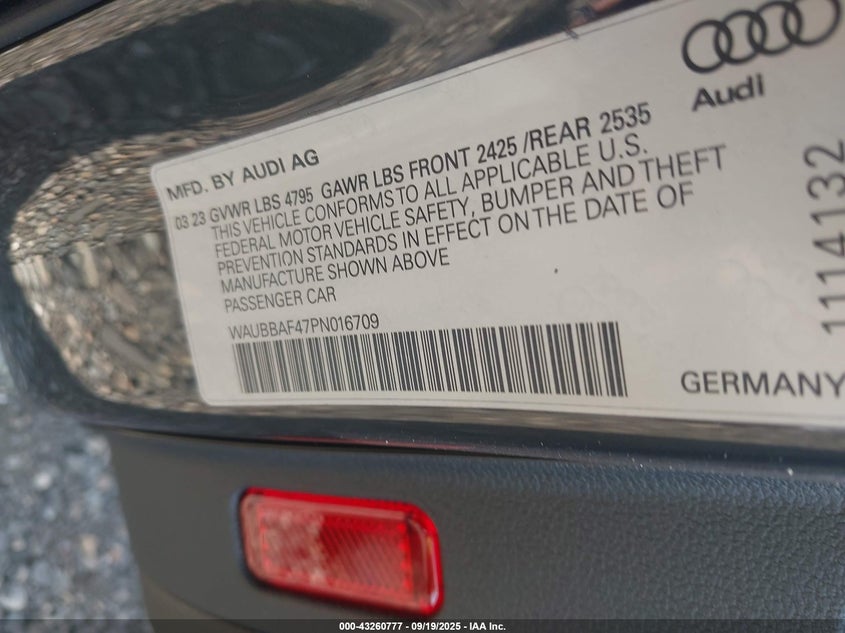 Audi
MFD. BY AUDI AG
03 23 GVWR LBS 4795 GAWR LBS FRONT 2425 /REAR 2535
THIS VEHICLE CONFORMS TO ALL APPLICABLE U.S.
FEDERAL MOTOR VEHICLE SAFETY, BUMPER AND THEFT
PREVENTION STANDARDS IN EFFECT ON THE DATE OF
MANUFACTURE SHOWN ABOVE
PASSENGER CAR
WAUBBAF47PN016709
GERMANY
1114132
000-43260777 - 09/19/2025 - IAA Inc.